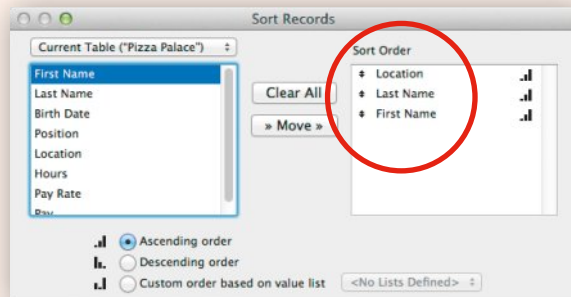 Sort Records
Current Table ("Pizza Palace")
Sort Order
First Name
Last Name
Birth Date
Position
Location
Hours
Pay Rate
Pay
Clear All
» Move »
Location
Last Name
First Name
Ascending order
Descending order
Custom order based on value list
<No Lists Defined>